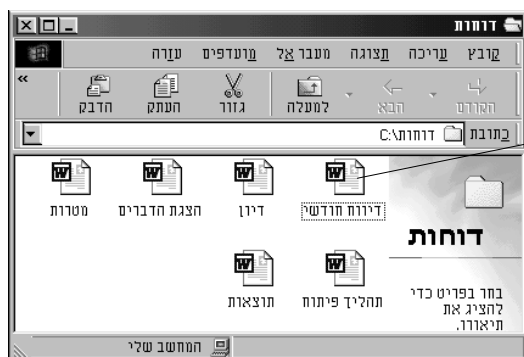 דוחות
קובץ עריכה תצוגה מעבר אל מועדפים עזרה
הקודם הבא למעלה גזור העתק הדבק »
כתובת C:\דוחות
דיווח חודשי דיון הצגת הדברים מטרות
תהליך פיתוח תוצאות
דוחות
בחר בפריט כדי
להציג את
תיאורו.
המחשב שלי